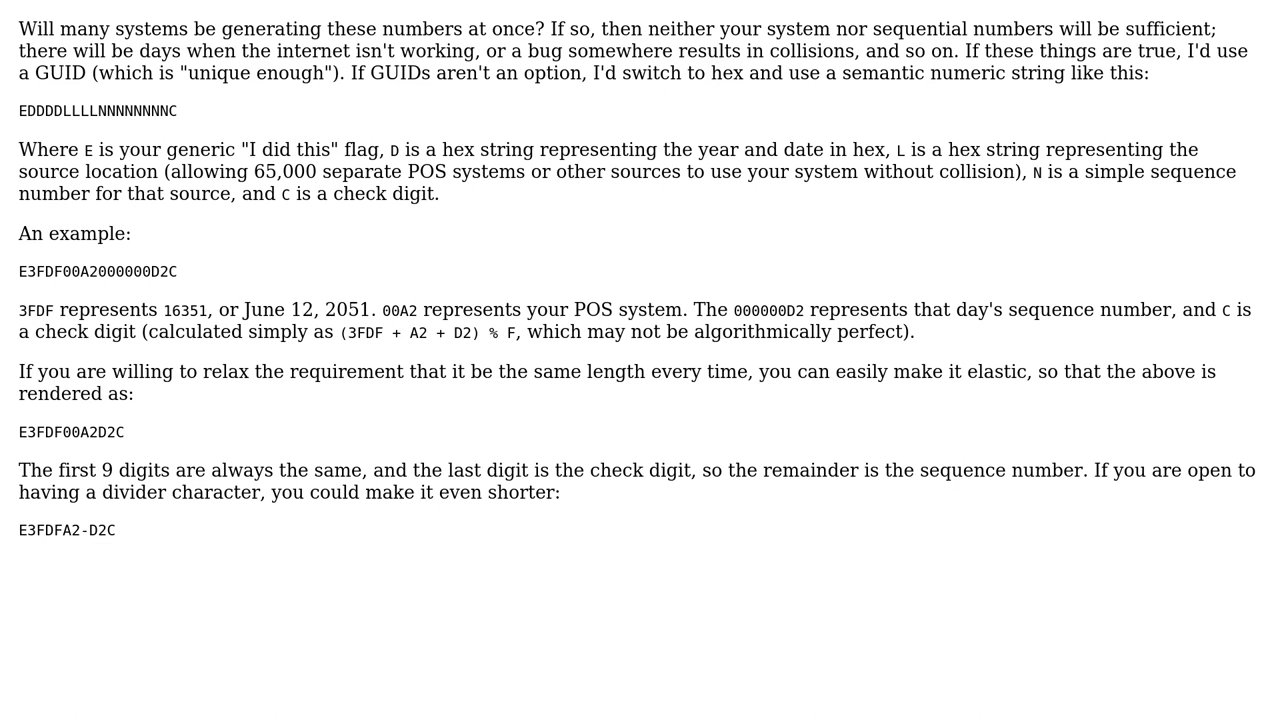 Will many systems be generating these numbers at once? If so, then neither your system nor sequential numbers will be sufficient;
there will be days when the internet isn't working, or a bug somewhere results in collisions, and so on. If these things are true, I'd use
a GUID (which is "unique enough"). If GUIDs aren't an option, I'd switch to hex and use a semantic numeric string like this:
EDDDDLLLLNNNNNNNNC
Where E is your generic "I did this" flag, D is a hex string representing the year and date in hex, L is a hex string representing the
source location (allowing 65,000 separate POS systems or other sources to use your system without collision), N is a simple sequence
number for that source, and C is a check digit.
An example:
E3FDF00A2000000D2C
3FDF represents 16351, or June 12, 2051. 00A2 represents your POS system. The 000000D2 represents that day's sequence number, and C is
a check digit (calculated simply as (3FDF + A2 + D2) % F, which may not be algorithmically perfect).
If you are willing to relax the requirement that it be the same length every time, you can easily make it elastic, so that the above is
rendered as:
E3FDF00A2D2C
The first 9 digits are always the same, and the last digit is the check digit, so the remainder is the sequence number. If you are open to
having a divider character, you could make it even shorter:
E3FDFA2-D2C